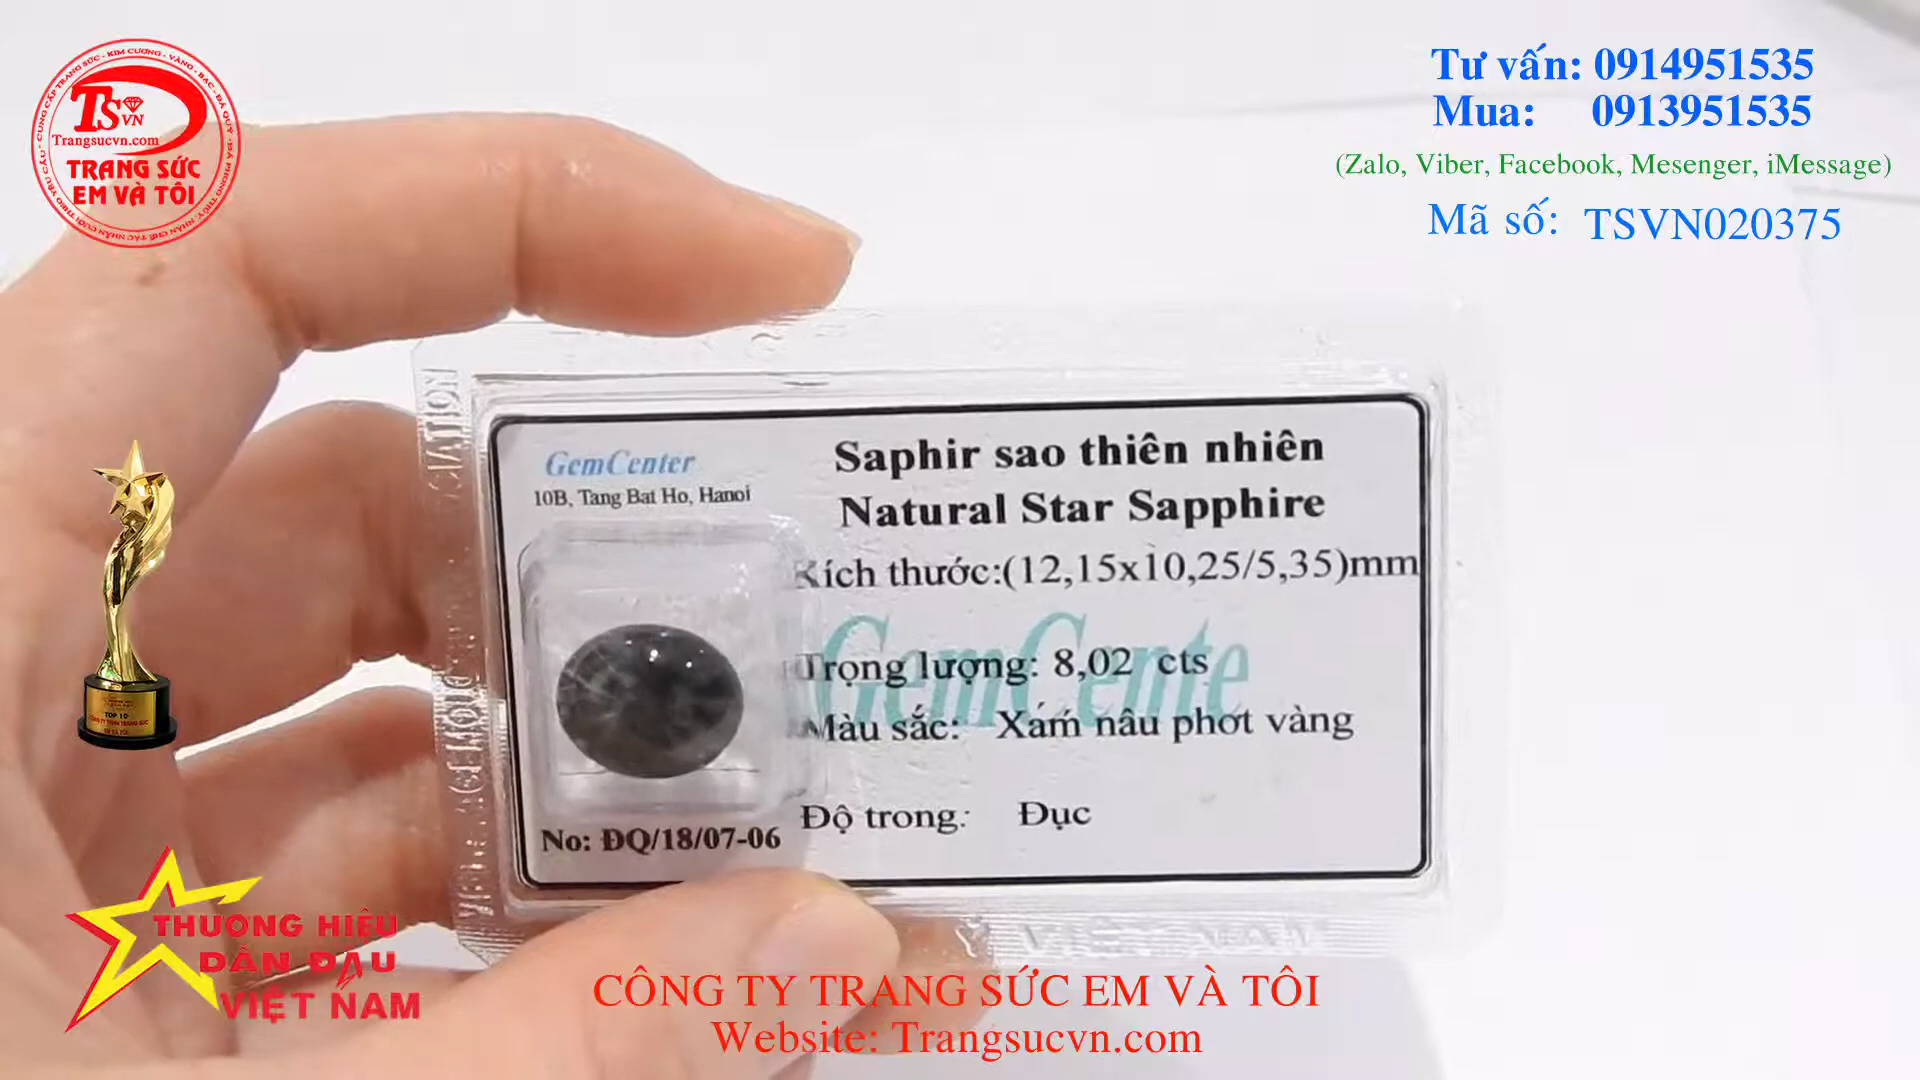 TSVN
Trangsucvn.com
TRANG SỨC
EM VÀ TÔI
Tư vấn: 0914951535
Mua: 0913951535
(Zalo, Viber, Facebook, Mesenger, iMessage)
Mã số: TSVN020375
GemCenter
10B, Tang Bat Ho, Hanoi
Saphir sao thiên nhiên
Natural Star Sapphire
Kích thước:(12,15x10,25/5,35)mm
Trọng lượng: 8,02 cts
Màu sắc: Xám nâu phơt vàng
Độ trong: Đục
No: ĐQ/18/07-06
GemCente
TOP 10
THƯƠNG HIỆU
DẪN ĐẦU
VIỆT NAM
CÔNG TY TRANG SỨC EM VÀ TÔI
Website: Trangsucvn.com